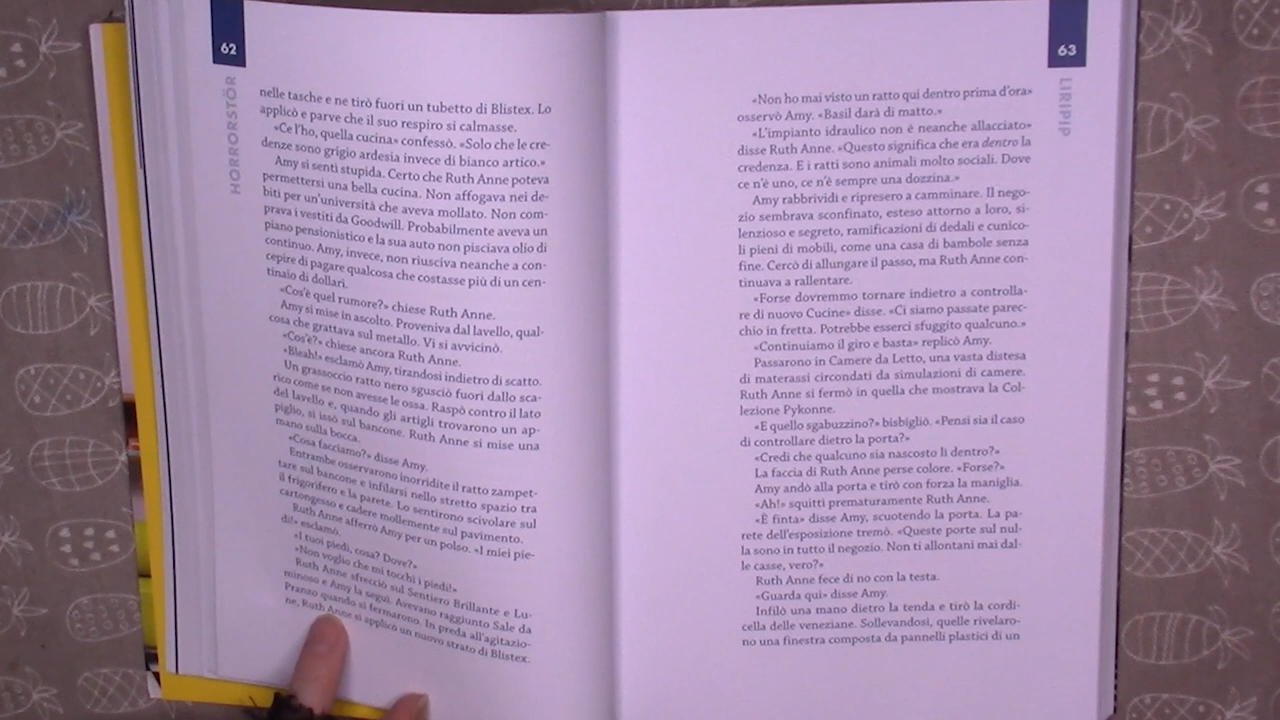 62
HORRORSTÖR
nelle tasche e ne tirò fuori un tubetto di Blistex. Lo
applicò e parve che il suo respiro si calmasse.
«Ce l'ho, quella cucina» confessò. «Solo che le cre-
denze sono grigio ardesia invece di bianco artico.»
Amy si sentì stupida. Certo che Ruth Anne poteva
permettersi una bella cucina. Non affogava nei de-
biti per un'università che aveva mollato. Non com-
prava i vestiti da Goodwill. Probabilmente aveva un
piano pensionistico e la sua auto non pisciava olio di
continuo. Amy, invece, non riusciva neanche a con-
cepire di pagare qualcosa che costasse più di un cen-
tinaio di dollari.
«Cos'è quel rumore?» chiese Ruth Anne.
Amy si mise in ascolto. Proveniva dal lavello, qual-
cosa che grattava sul metallo. Vi si avvicinò.
«Cos'è?» chiese ancora Ruth Anne.
«Bleah!» esclamò Amy, tirandosi indietro di scatto.
Un grassoccio ratto nero sgusciò fuori dallo sca-
rico come se non avesse le ossa. Raspò contro il lato
del lavello e, quando gli artigli trovarono un ap-
piglio, si issò sul bancone. Ruth Anne si mise una
mano sulla bocca.
«Cosa facciamo?» disse Amy.
Entrambe osservarono inorridite il ratto zampet-
tare sul bancone e infilarsi nello stretto spazio tra
il frigorifero e la parete. Lo sentirono scivolare sul
cartongesso e cadere mollemente sul pavimento.
Ruth Anne afferrò Amy per un polso. «I miei pie-
di!» esclamò.
«I tuoi piedi, cosa? Dove?»
«Non voglio che mi tocchi i piedi!»
Ruth Anne sfrecciò sul Sentiero Brillante e Lu-
minoso e Amy la seguì. Avevano raggiunto Sale da
Pranzo quando si fermarono. In preda all'agitazio-
ne, Ruth Anne si applicò un nuovo strato di Blistex.
63
LIRIPIP
«Non ho mai visto un ratto qui dentro prima d'ora»
osservò Amy. «Basil darà di matto.»
«L'impianto idraulico non è neanche allacciato»
disse Ruth Anne. «Questo significa che era dentro la
credenza. E i ratti sono animali molto sociali. Dove
ce n'è uno, ce n'è sempre una dozzina.»
Amy rabbrividì e ripresero a camminare. Il nego-
zio sembrava sconfinato, esteso attorno a loro, si-
lenzioso e segreto, ramificazioni di dedali e cunico-
li pieni di mobili, come una casa di bambole senza
fine. Cercò di allungare il passo, ma Ruth Anne con-
tinuava a rallentare.
«Forse dovremmo tornare indietro a controlla-
re di nuovo Cucine» disse. «Ci siamo passate parec-
chio in fretta. Potrebbe esserci sfuggito qualcuno.»
«Continuiamo il giro e basta» replicò Amy.
Passarono in Camere da Letto, una vasta distesa
di materassi circondati da simulazioni di camere.
Ruth Anne si fermò in quella che mostrava la Col-
lezione Pykonne.
«E quello sgabuzzino?» bisbigliò. «Pensi sia il caso
di controllare dietro la porta?»
«Credi che qualcuno sia nascosto lì dentro?»
La faccia di Ruth Anne perse colore. «Forse?»
Amy andò alla porta e tirò con forza la maniglia.
«Ah!» squittì prematuramente Ruth Anne.
«È finta» disse Amy, scuotendo la porta. La pa-
rete dell'esposizione tremò. «Queste porte sul nul-
la sono in tutto il negozio. Non ti allontani mai dal-
le casse, vero?»
Ruth Anne fece di no con la testa.
«Guarda qui» disse Amy.
Infilò una mano dietro la tenda e tirò la cordi-
cella delle veneziane. Sollevandosi, quelle rivelaro-
no una finestra composta da pannelli plastici di un